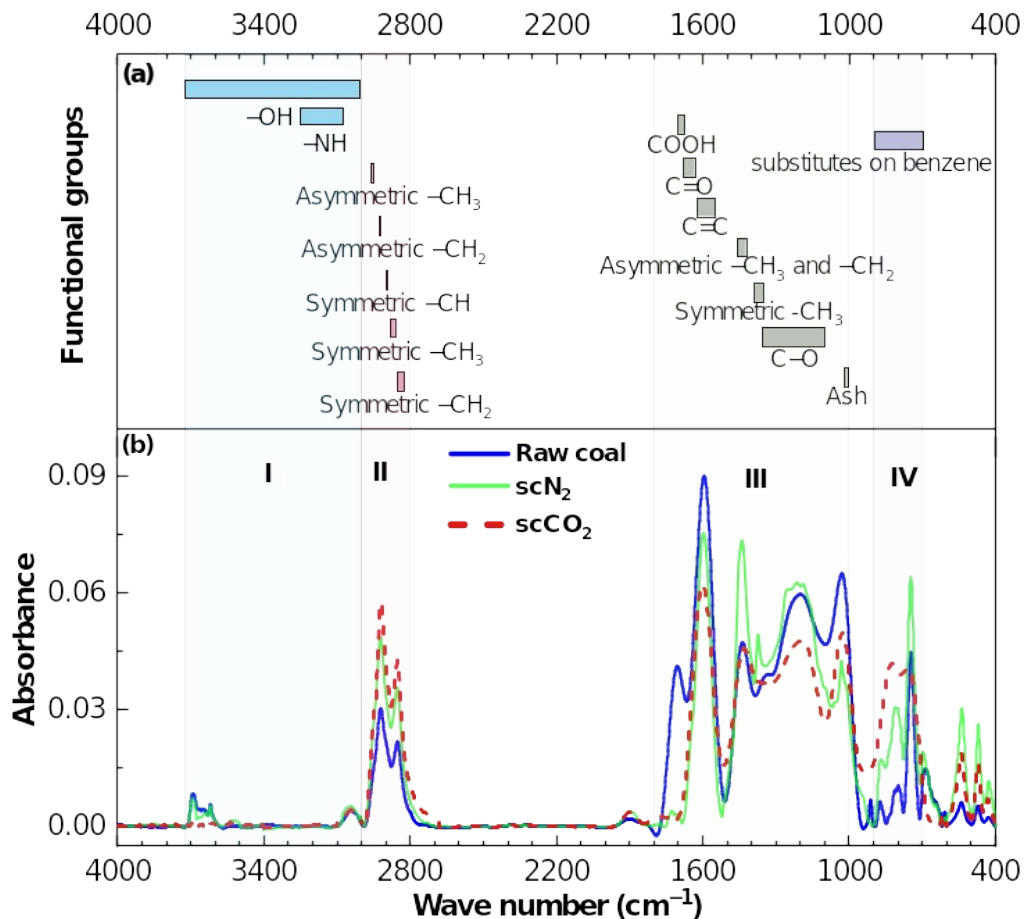 4000 3400 2800 2200 1600 1000 400
(a)
Functional groups
–OH
–NH
Asymmetric –CH₃
Asymmetric –CH₂
Symmetric –CH
Symmetric –CH₃
Symmetric –CH₂
COOH
C=O
C=C
Asymmetric –CH₃ and –CH₂
Symmetric -CH₃
C–O
Ash
substitutes on benzene
(b)
I II III IV
Raw coal
scN₂
scCO₂
Absorbance
0.09
0.06
0.03
0.00
4000 3400 2800 2200 1600 1000 400
Wave number (cm⁻¹)